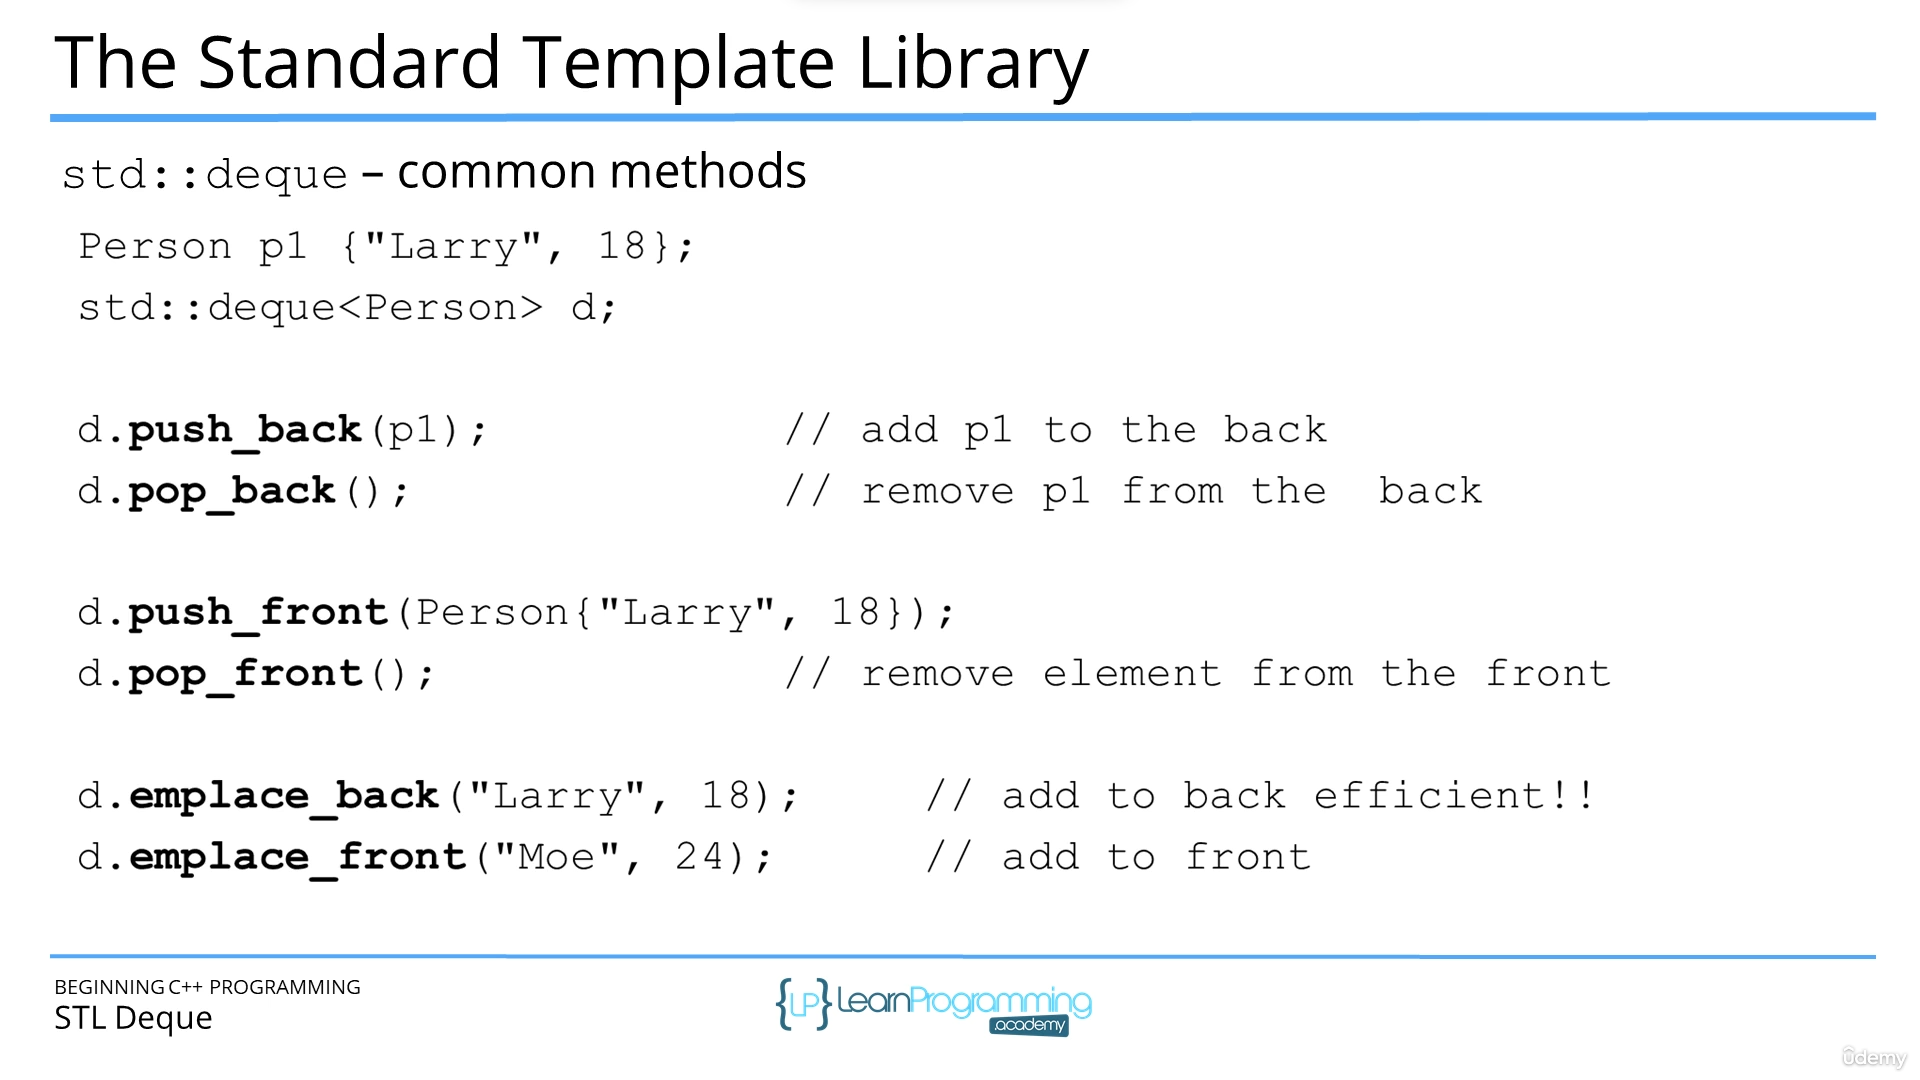 The Standard Template Library
std::deque – common methods
Person p1 {"Larry", 18};
std::deque<Person> d;
d.push_back(p1);    // add p1 to the back
d.pop_back();    // remove p1 from the  back
d.push_front(Person{"Larry", 18});
d.pop_front();    // remove element from the front
d.emplace_back("Larry", 18);    // add to back efficient!!
d.emplace_front("Moe", 24);    // add to front
BEGINNING C++ PROGRAMMING
STL Deque
{LP} LearnProgramming
.academy
ûdemy